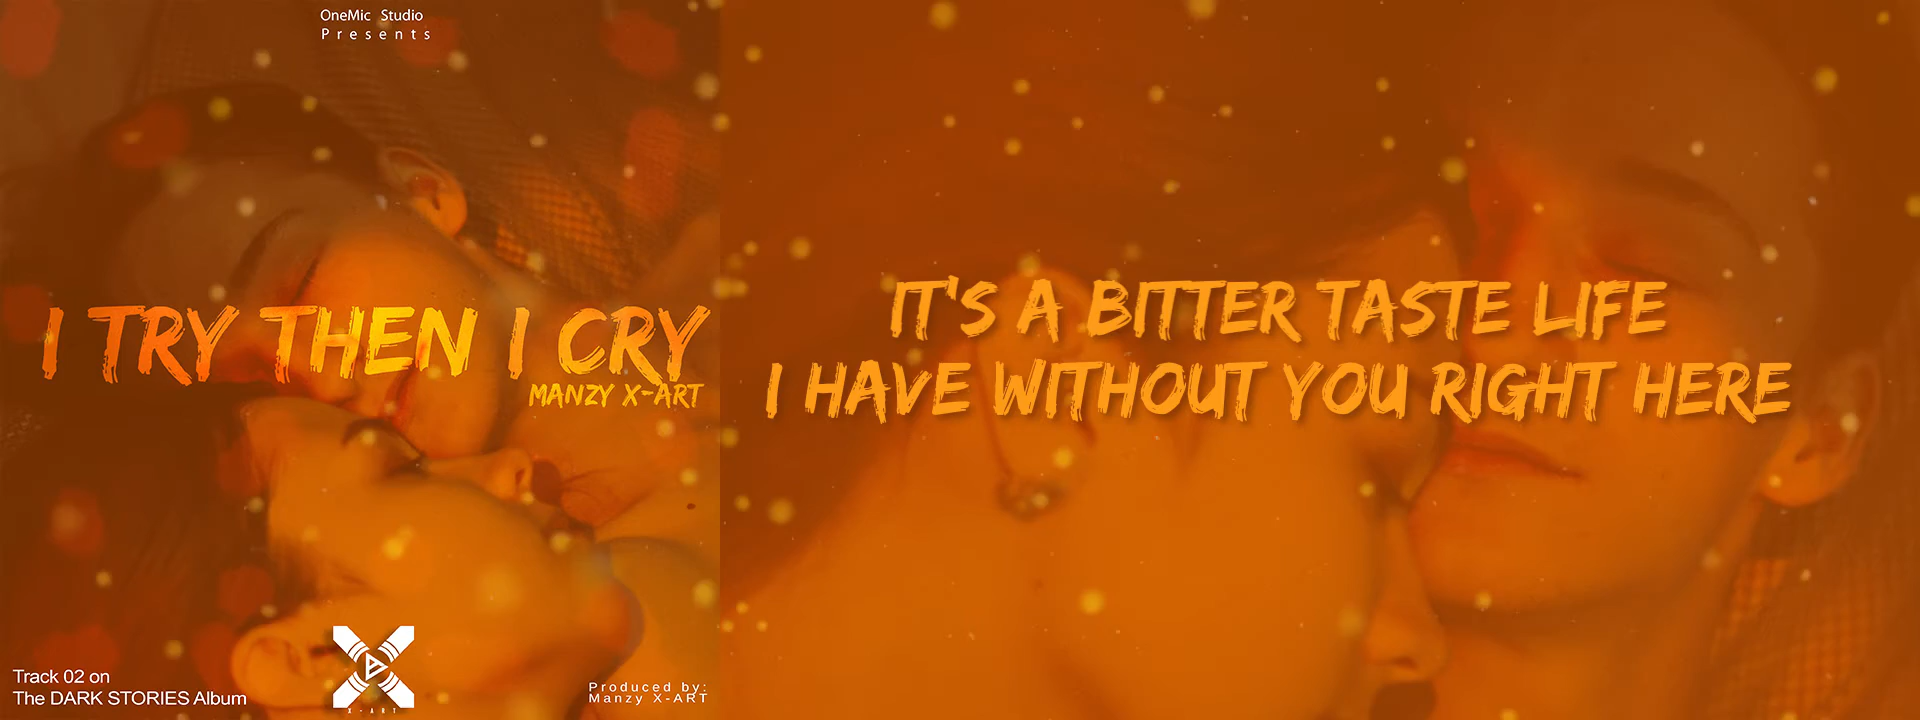 OneMic Studio
Presents
I TRY THEN I CRY
MANZY X-ART
IT'S A BITTER TASTE LIFE
I HAVE WITHOUT YOU RIGHT HERE
Track 02 on
The DARK STORIES Album
X-ART
Produced by:
Manzy X-ART